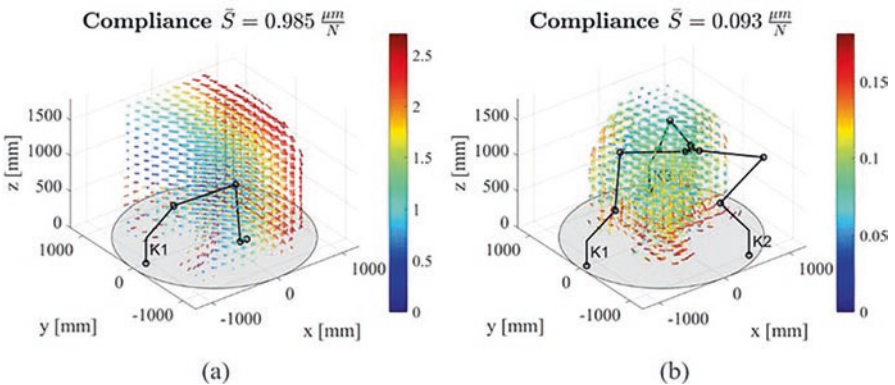 Compliance S̄ = 0.985 μm/N
Compliance S̄ = 0.093 μm/N
2.5
2
1.5
1
0.5
0
z [mm]
1500
1000
500
0
1000
0
-1000
y [mm]
-1000
0
1000
x [mm]
K1
0.15
0.1
0.05
0
z [mm]
1500
1000
500
0
1000
0
-1000
y [mm]
-1000
0
1000
x [mm]
K1
K2
K3
(a)
(b)